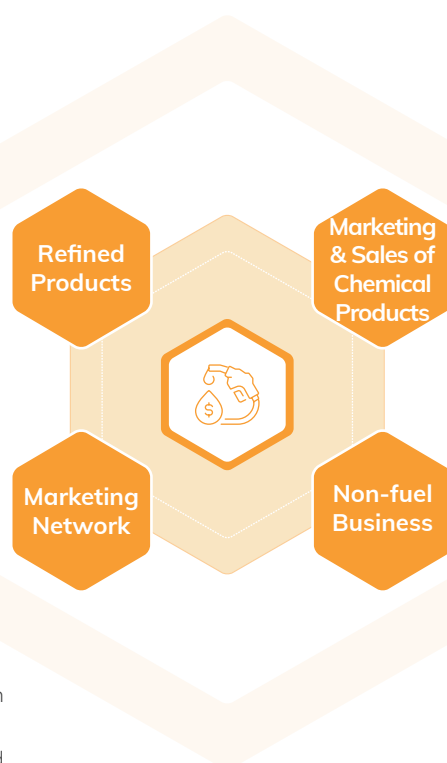 Refined
Products
Marketing
& Sales of
Chemical
Products
Marketing
Network
Non-fuel
Business
$